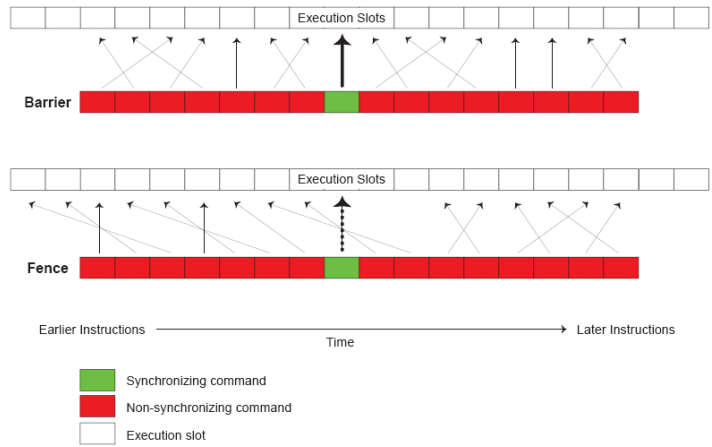 Execution Slots
Barrier
Execution Slots
Fence
Earlier Instructions
Later Instructions
Time
Synchronizing command
Non-synchronizing command
Execution slot